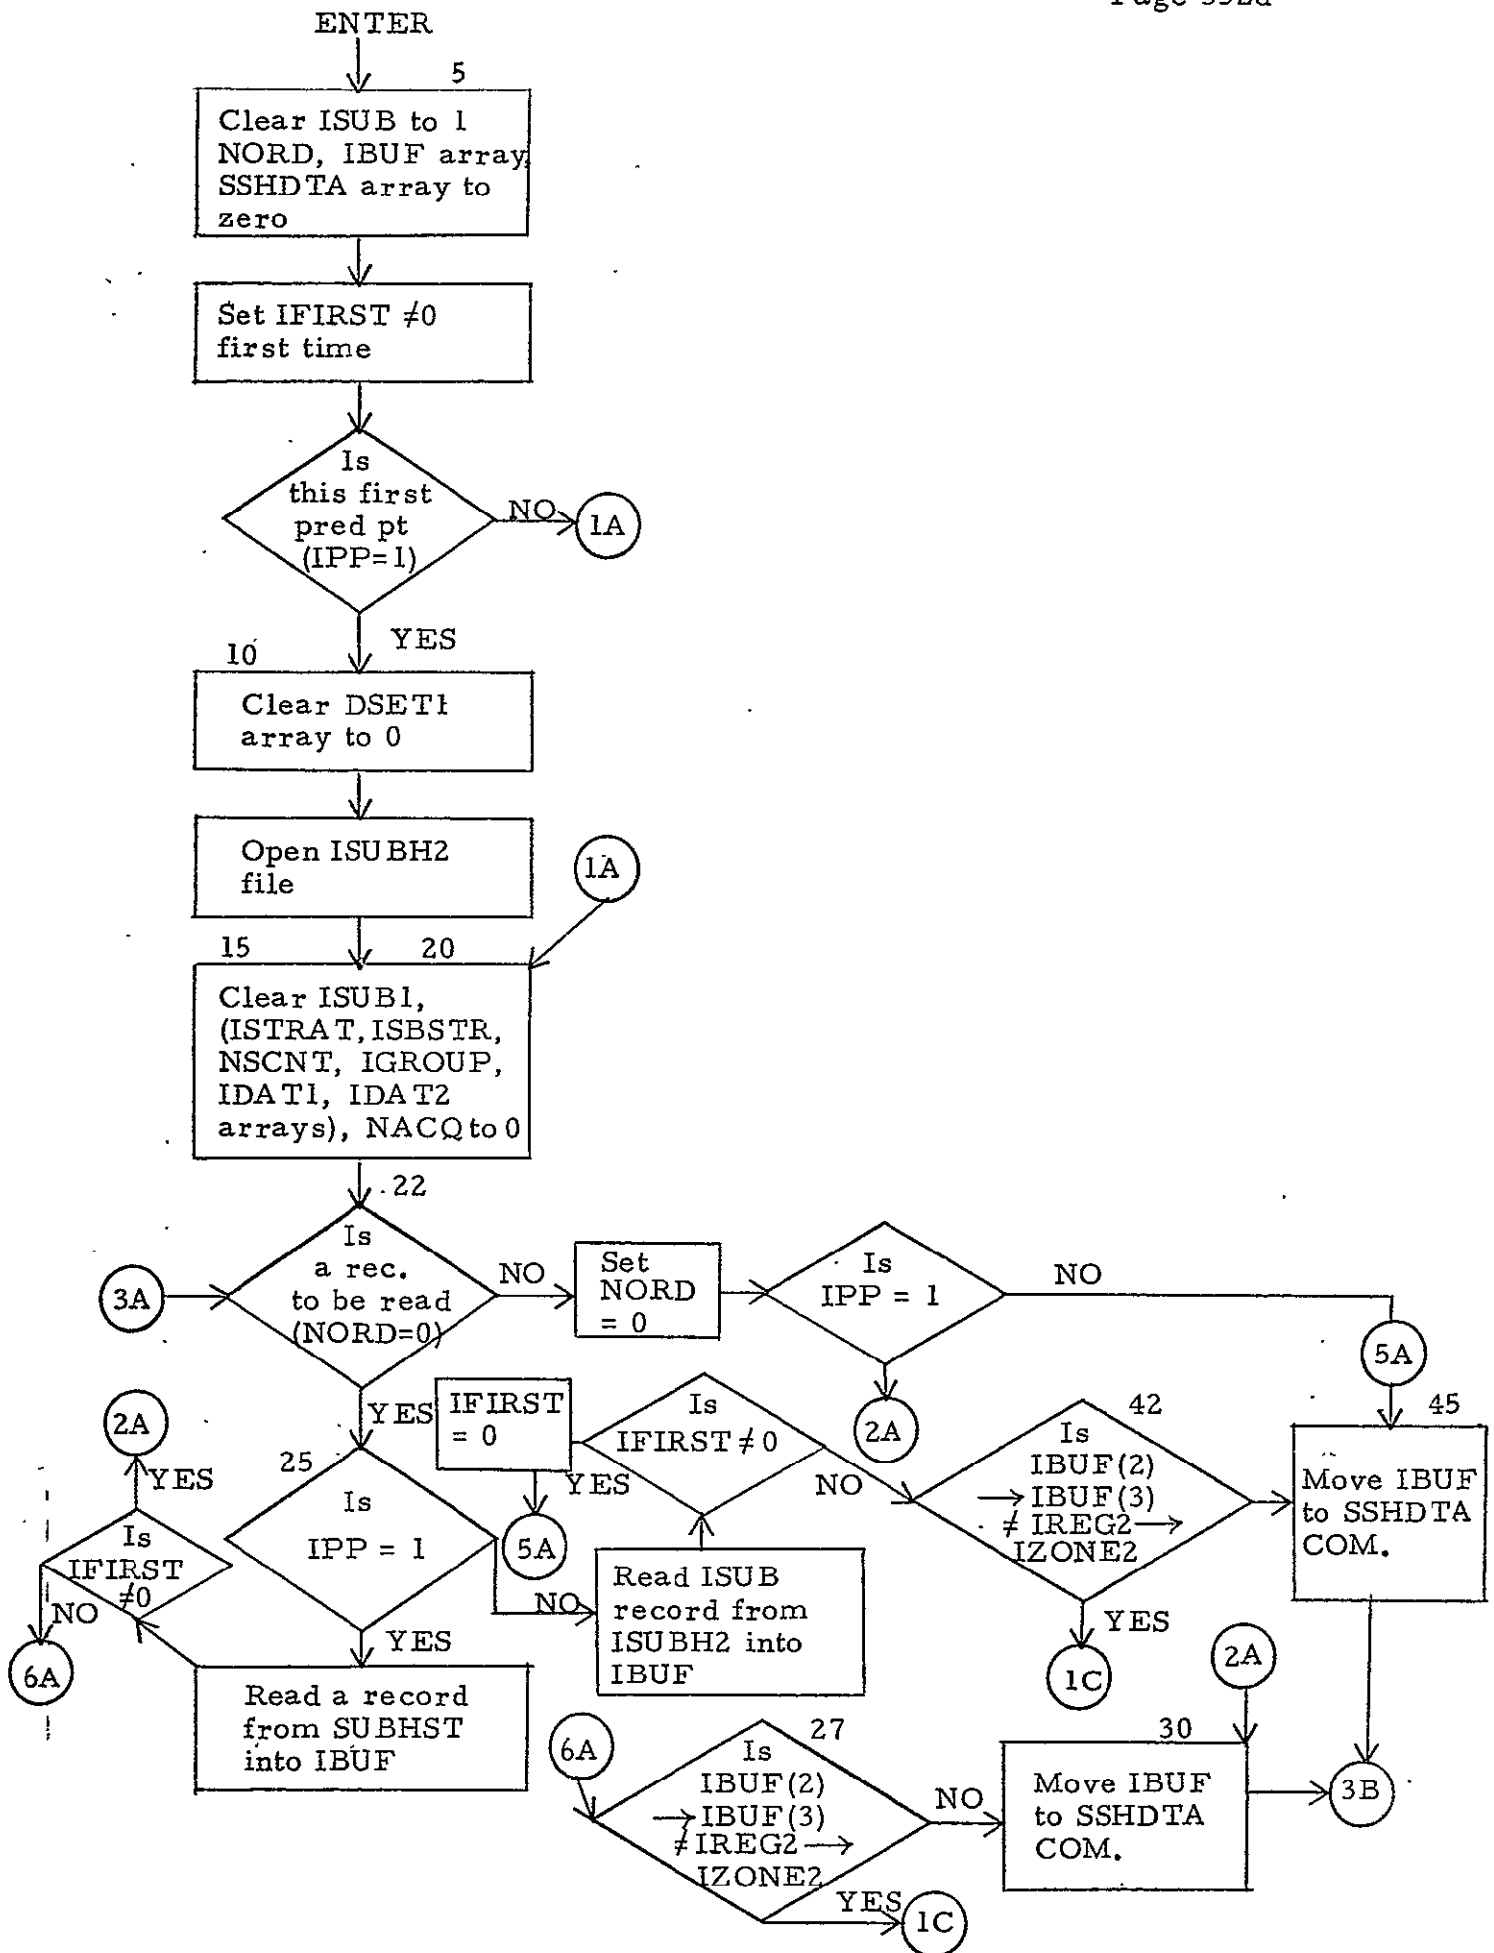 Page 392d
ENTER
5
Clear ISUB to 1
NORD, IBUF array,
SSHDTA array to
zero
Set IFIRST ≠0
first time
Is
this first
pred pt
(IPP=1)
NO
1A
YES
10
Clear DSET1
array to 0
Open ISUBH2
file
1A
15
20
Clear ISUB1,
(ISTRAT, ISBSTR,
NSCNT, IGROUP,
IDAT1, IDAT2
arrays), NACQ to 0
22
3A
Is
a rec.
to be read
(NORD=0)
NO
Set
NORD
= 0
Is
IPP = 1
NO
5A
2A
YES
2A
YES
Is
IFIRST
≠0
NO
6A
25
Is
IPP = 1
NO
YES
IFIRST
= 0
YES
5A
Is
IFIRST ≠ 0
NO
42
Is
IBUF(2)
→ IBUF(3)
≠ IREG2 →
IZONE2
YES
1C
45
Move IBUF
to SSHDTA
COM.
Read ISUB
record from
ISUBH2 into
IBUF
Read a record
from SUBHST
into IBUF
6A
27
Is
IBUF(2)
→ IBUF(3)
≠ IREG2 →
IZONE2
NO
YES
1C
2A
30
Move IBUF
to SSHDTA
COM.
3B